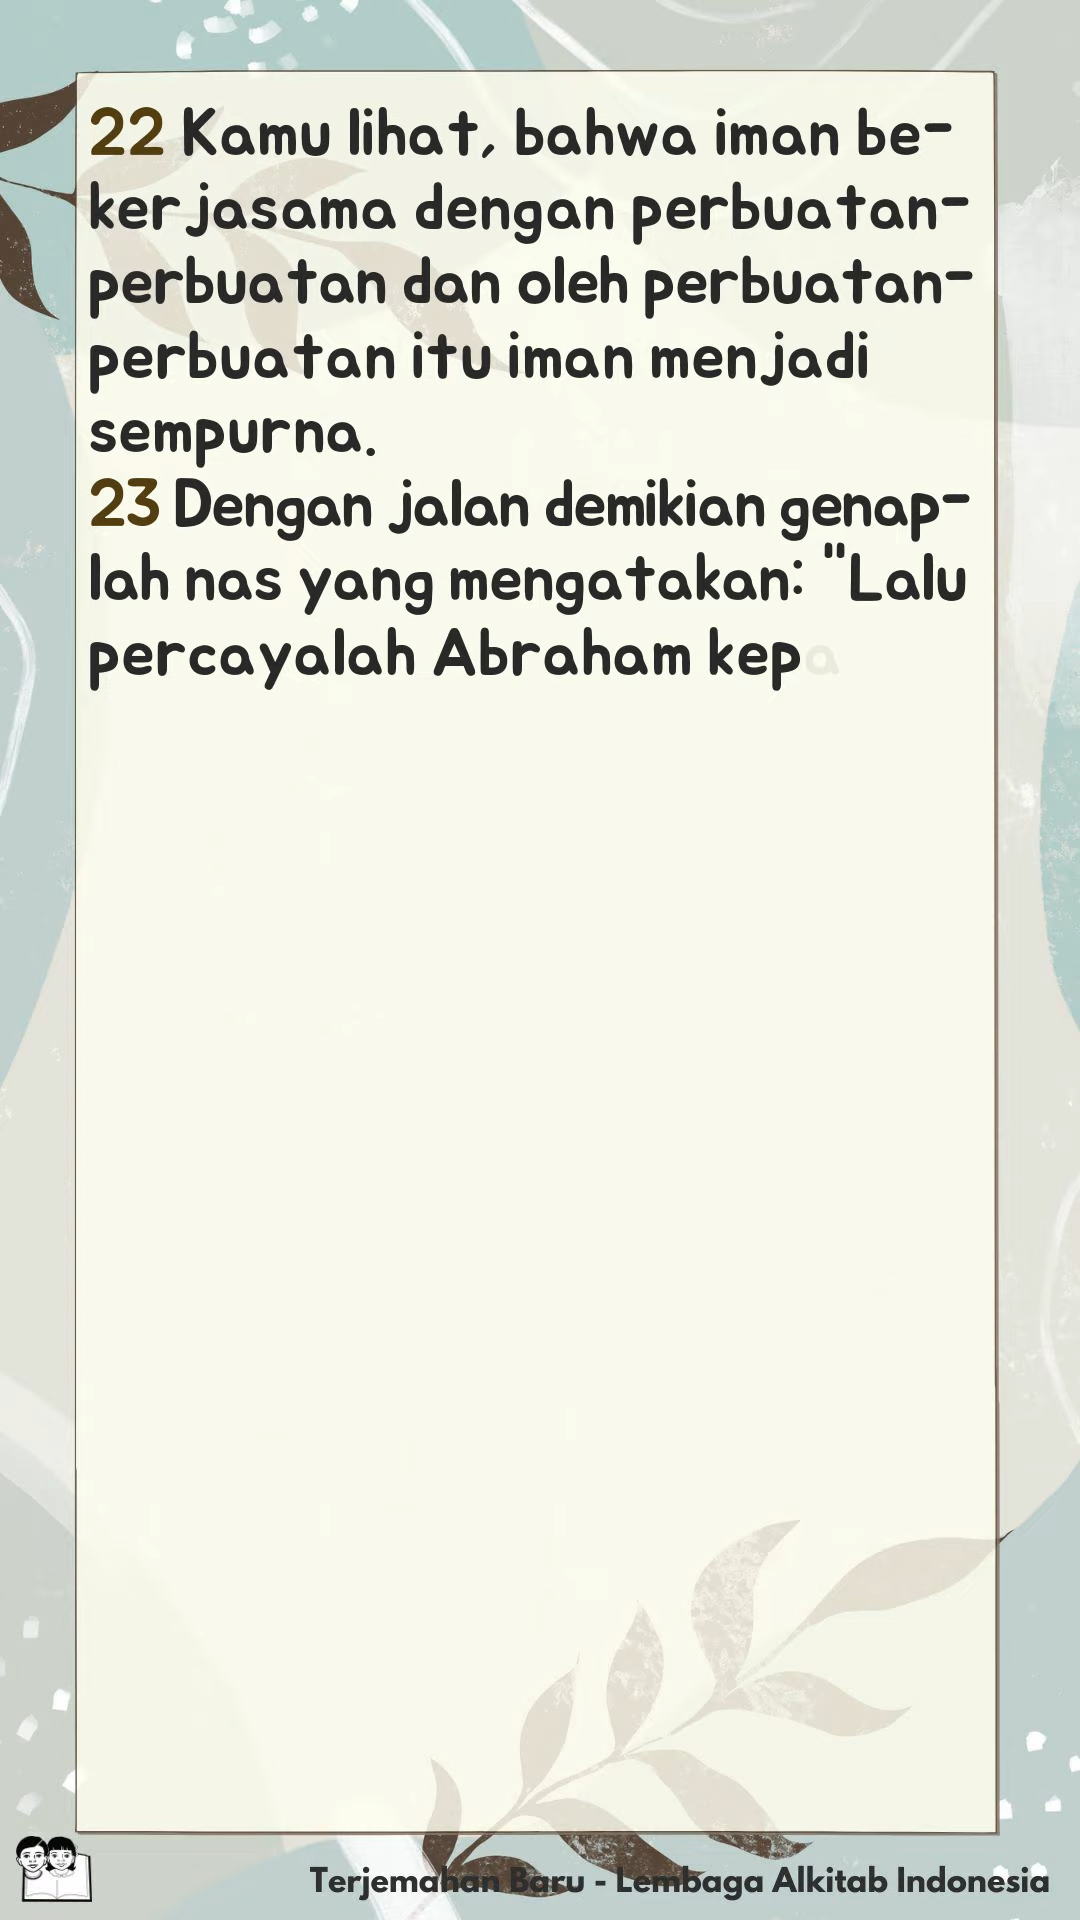 22 Kamu lihat, bahwa iman be-
kerjasama dengan perbuatan-
perbuatan dan oleh perbuatan-
perbuatan itu iman menjadi
sempurna.
23 Dengan jalan demikian genap-
lah nas yang mengatakan: "Lalu
percayalah Abraham kepa
Terjemahan Baru - Lembaga Alkitab Indonesia